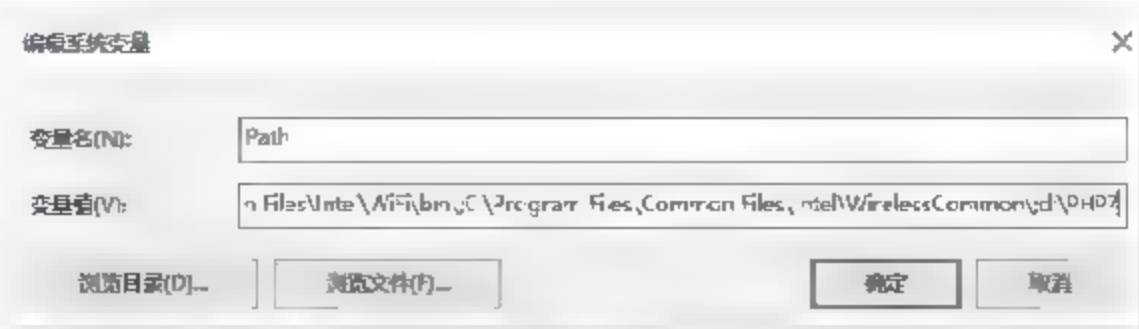 编辑系统变量
变量名(N): Path
变量值(V): n Files\Intel\WiFi\bin\;C:\Program Files\Common Files\Intel\WirelessCommon\;d:\PHP7
浏览目录(D)... 浏览文件(F)... 确定 取消